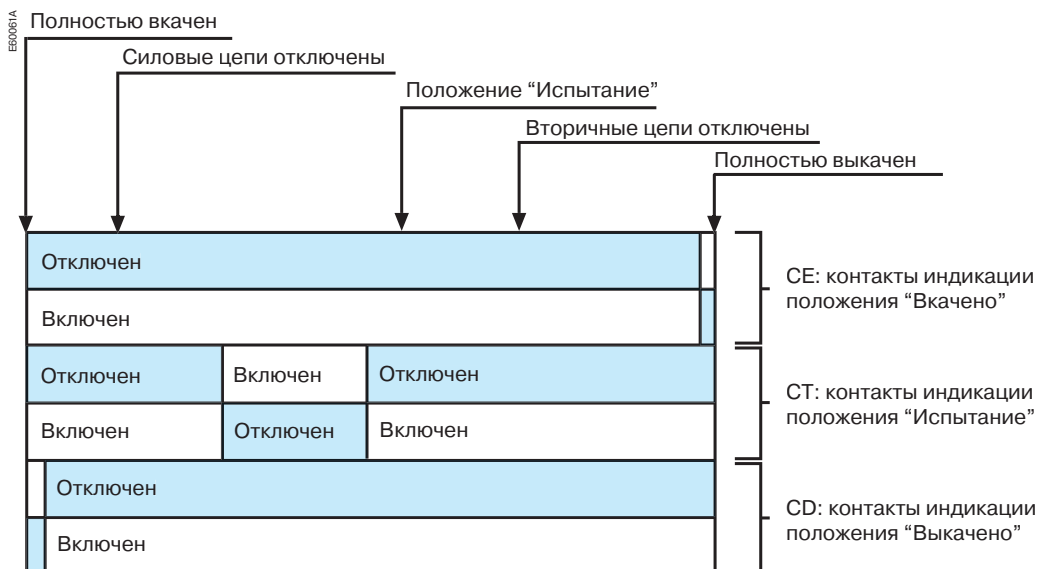 E60061A
Полностью вкачен
Силовые цепи отключены
Положение “Испытание”
Вторичные цепи отключены
Полностью выкачен
Отключен
Включен
CE: контакты индикации
положения “Вкачено”
Отключен Включен Отключен
Включен Отключен Включен
CT: контакты индикации
положения “Испытание”
Отключен
Включен
CD: контакты индикации
положения “Выкачено”